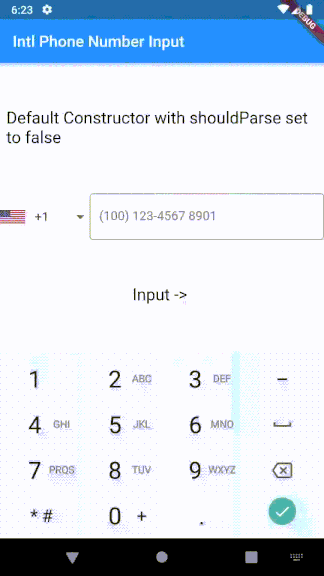 6:23
DEBUG
Intl Phone Number Input
Default Constructor with shouldParse set
to false
+1
(100) 123-4567 8901
Input ->
1 2 ABC 3 DEF -
4 GHI 5 JKL 6 MNO
7 PQRS 8 TUV 9 WXYZ
* # 0 + .